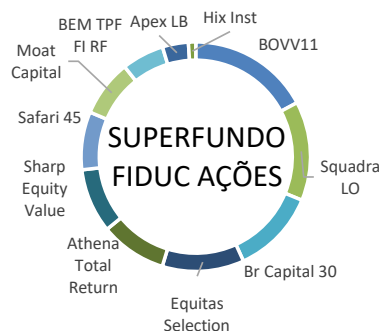 BEM TPF
FI RF
Apex LB
Hix Inst
BOVV11
Moat
Capital
Safari 45
SUPERFUNDO
FIDUC AÇÕES
Squadra
LO
Sharp
Equity
Value
Athena
Total
Return
Br Capital 30
Equitas
Selection